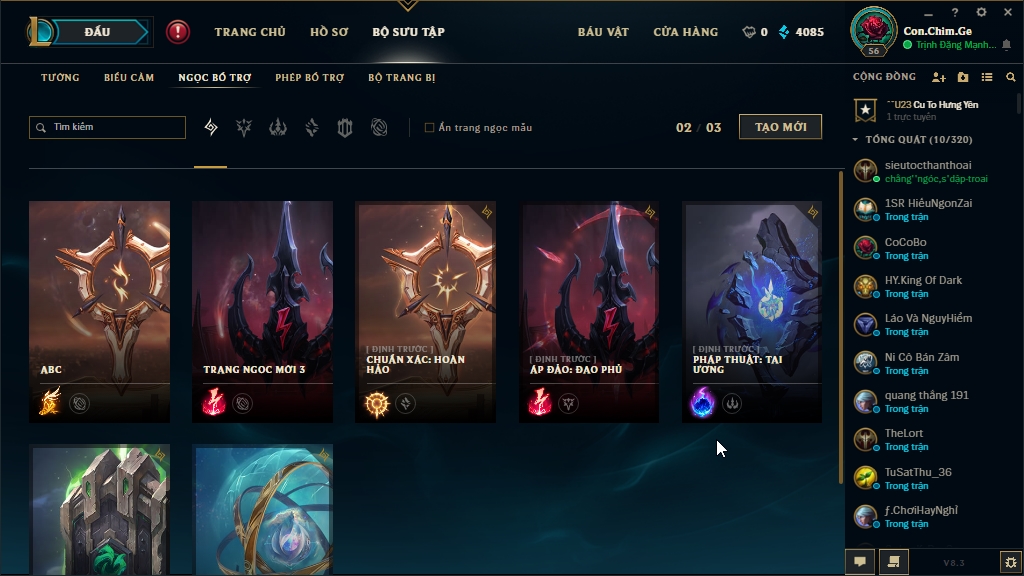 ĐẤU
TRANG CHỦ
HỒ SƠ
BỘ SƯU TẬP
BÁU VẬT
CỬA HÀNG
0
4085
56
Con.Chim.Ge
Trịnh Đặng Mạnh...
TƯỚNG
BIỂU CẢM
NGỌC BỔ TRỢ
PHÉP BỔ TRỢ
BỘ TRANG BỊ
CỘNG ĐỒNG
Tìm kiếm
Ẩn trang ngọc mẫu
02 / 03
TẠO MỚI
ABC
TRANG NGỌC MỚI 3
[ ĐỊNH TRƯỚC ]
CHUẨN XÁC: HOÀN
HẢO
[ ĐỊNH TRƯỚC ]
ÁP ĐẢO: ĐAO PHỦ
[ ĐỊNH TRƯỚC ]
PHÁP THUẬT: TAI
ƯƠNG
U23 Cu To Hưng Yên
1 trực tuyến
TỔNG QUÁT (10/320)
sieutocthanthoai
chẳng''ngóc,s'dập-troai
1SR HiếuNgonZai
Trong trận
CoCoBo
Trong trận
HY.King Of Dark
Trong trận
Láo Và NguyHiểm
Trong trận
Ni Cô Bán Zâm
Trong trận
quang thắng 191
Trong trận
TheLort
Trong trận
TuSatThu_36
Trong trận
ƒ.ChơiHayNghỉ
Trong trận
V8.3